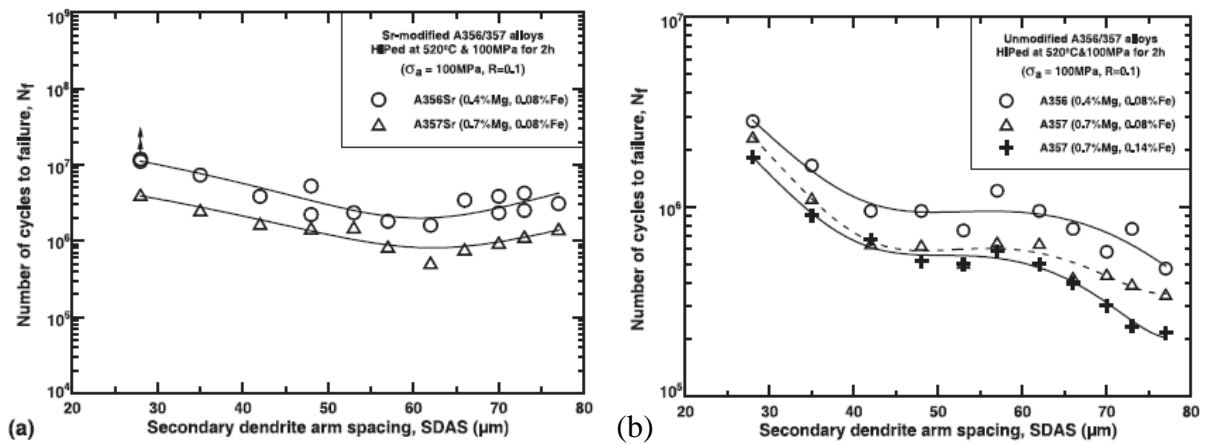 10⁹
10⁸
10⁷
10⁶
10⁵
10⁴
Number of cycles to failure, Nf
Sr-modified A356/357 alloys
HIPed at 520°C & 100MPa for 2h
(σa = 100MPa, R=0.1)
A356Sr (0.4%Mg, 0.08%Fe)
A357Sr (0.7%Mg, 0.08%Fe)
20 30 40 50 60 70 80
(a) Secondary dendrite arm spacing, SDAS (µm)
10⁷
10⁶
10⁵
Number of cycles to failure, Nf
Unmodified A356/357 alloys
HIPed at 520°C&100MPa for 2h
(σa = 100MPa, R=0.1)
A356 (0.4%Mg, 0.08%Fe)
A357 (0.7%Mg, 0.08%Fe)
A357 (0.7%Mg, 0.14%Fe)
20 30 40 50 60 70 80
(b) Secondary dendrite arm spacing, SDAS (µm)